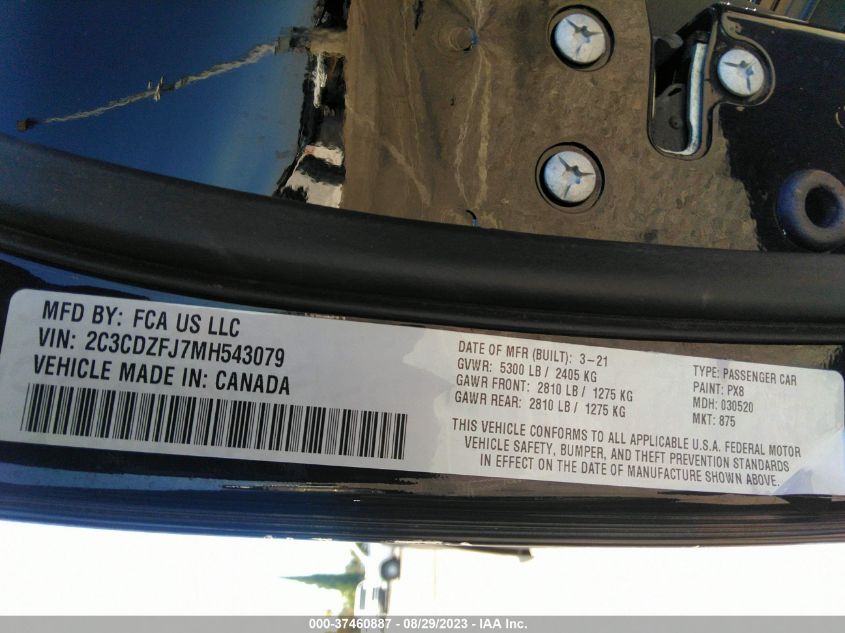 MFD BY: FCA US LLC
VIN: 2C3CDZFJ7MH543079
VEHICLE MADE IN: CANADA
DATE OF MFR (BUILT): 3-21
GVWR: 5300 LB / 2405 KG
GAWR FRONT: 2810 LB / 1275 KG
GAWR REAR: 2810 LB / 1275 KG
TYPE: PASSENGER CAR
PAINT: PX8
MDH: 030520
MKT: 875
THIS VEHICLE CONFORMS TO ALL APPLICABLE U.S.A. FEDERAL MOTOR
VEHICLE SAFETY, BUMPER, AND THEFT PREVENTION STANDARDS
IN EFFECT ON THE DATE OF MANUFACTURE SHOWN ABOVE.
000-37460887 - 08/29/2023 - IAA Inc.